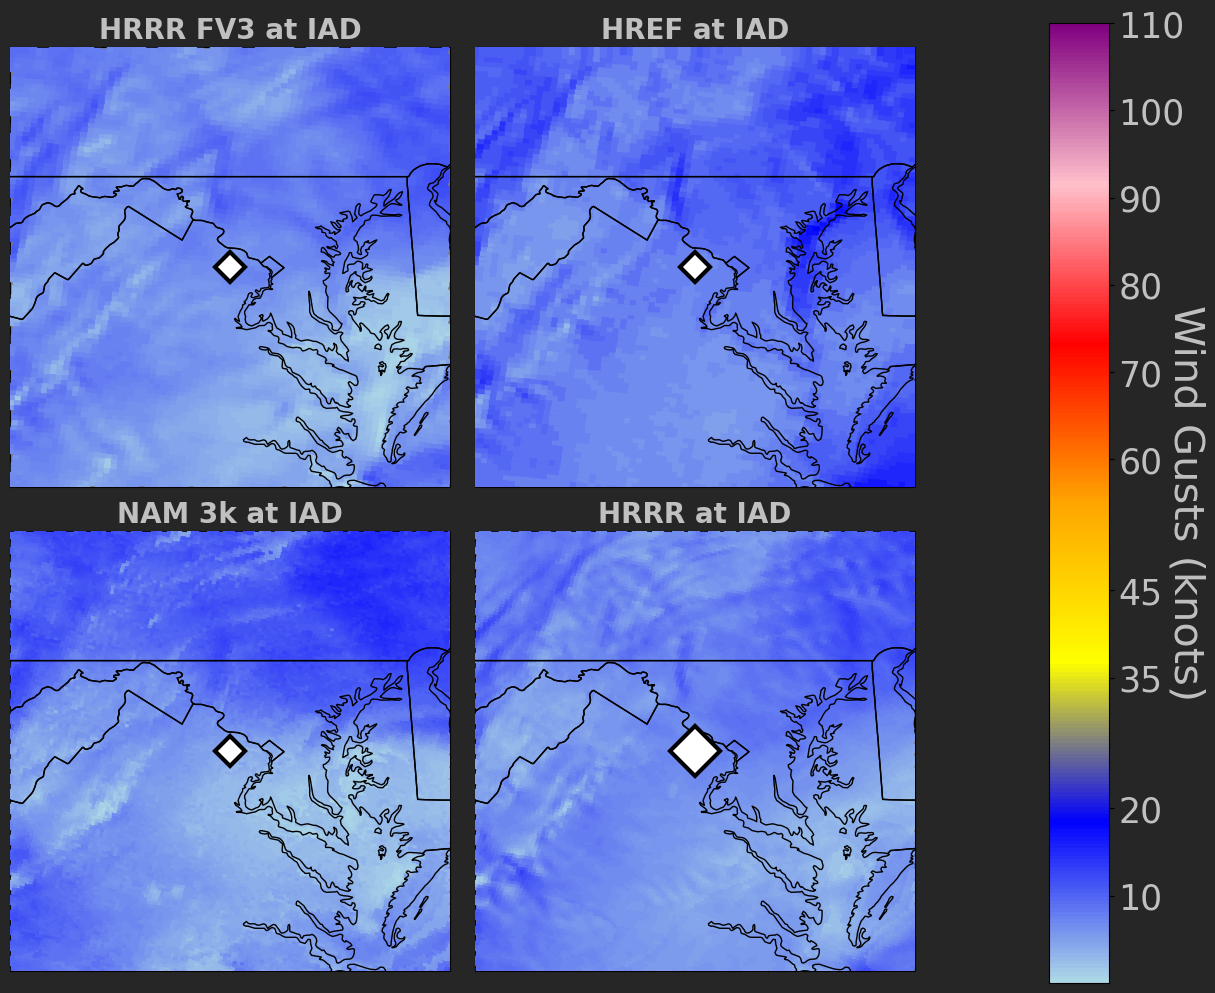 HRRR FV3 at IAD
HREF at IAD
NAM 3k at IAD
HRRR at IAD
110
100
90
80
70
60
45
35
20
10
Wind Gusts (knots)